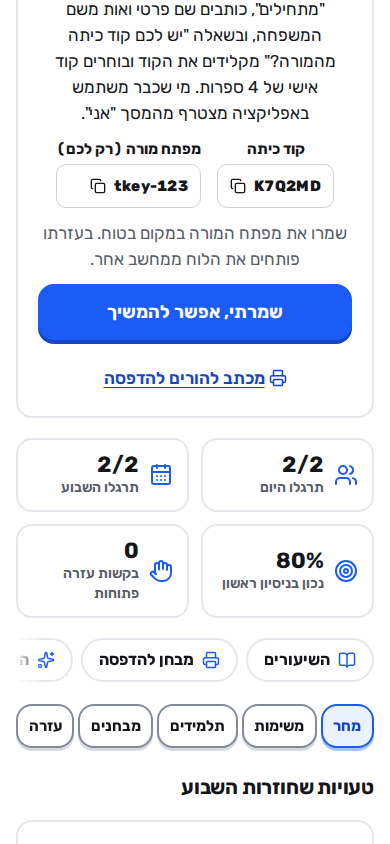 "מתחילים", כותבים שם פרטי ואות משם
המשפחה, ובשאלה "יש לכם קוד כיתה
מהמורה?" מקלידים את הקוד ובוחרים קוד
אישי של 4 ספרות. מי שכבר משתמש
באפליקציה מצטרף מהמסך "אני".
קוד כיתה
מפתח מורה (רק לכם)
K7Q2MD
tkey-123
שמרו את מפתח המורה במקום בטוח. בעזרתו
פותחים את הלוח ממחשב אחר.
שמרתי, אפשר להמשיך
מכתב להורים להדפסה
2/2
תרגלו היום
2/2
תרגלו השבוע
80%
נכון בניסיון ראשון
0
בקשות עזרה
פתוחות
השיעורים
מבחן להדפסה
מחר
משימות
תלמידים
מבחנים
עזרה
טעויות שחוזרות השבוע